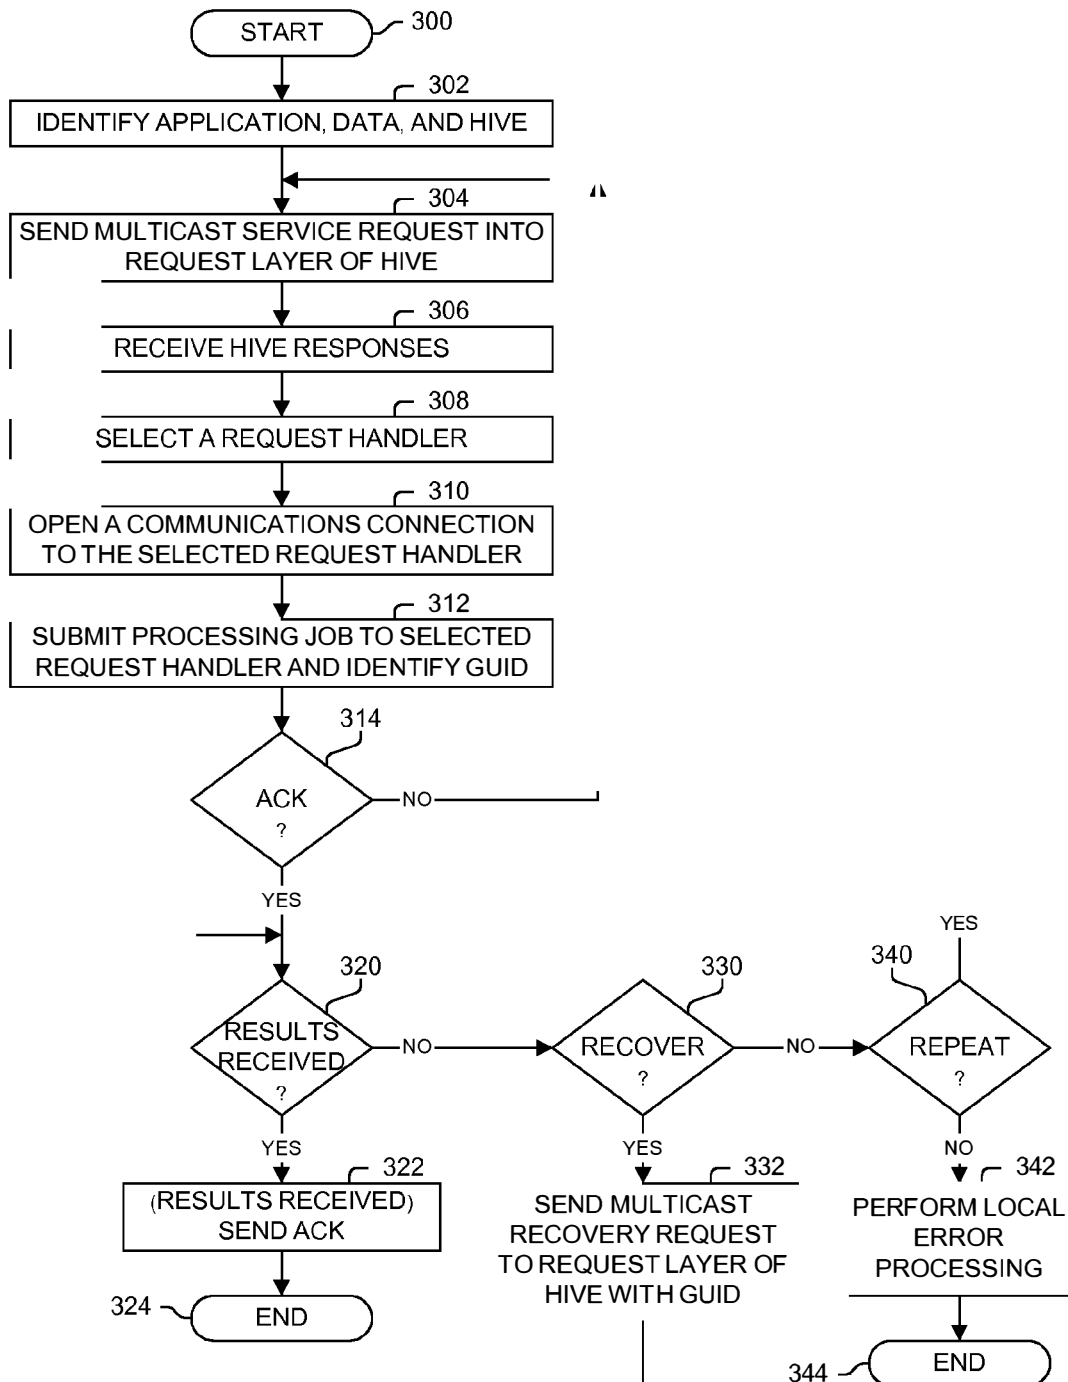 START
300
302
IDENTIFY APPLICATION, DATA, AND HIVE
304
SEND MULTICAST SERVICE REQUEST INTO
REQUEST LAYER OF HIVE
306
RECEIVE HIVE RESPONSES
308
SELECT A REQUEST HANDLER
310
OPEN A COMMUNICATIONS CONNECTION
TO THE SELECTED REQUEST HANDLER
312
SUBMIT PROCESSING JOB TO SELECTED
REQUEST HANDLER AND IDENTIFY GUID
314
ACK
?
NO
YES
320
RESULTS
RECEIVED
?
NO
330
RECOVER
?
NO
YES
340
REPEAT
?
YES
322
(RESULTS RECEIVED)
SEND ACK
324
END
YES
332
SEND MULTICAST
RECOVERY REQUEST
TO REQUEST LAYER OF
HIVE WITH GUID
NO
342
PERFORM LOCAL
ERROR
PROCESSING
344
END